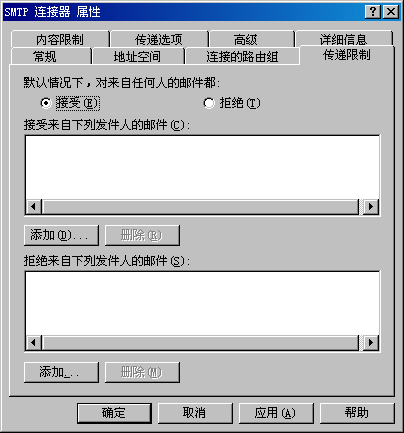 SMTP 连接器 属性
内容限制 传递选项 高级 详细信息
常规 地址空间 连接的路由组 传递限制
默认情况下，对来自任何人的邮件都:
接受(E) 拒绝(T)
接受来自下列发件人的邮件(C):
添加(D)... 删除(R)
拒绝来自下列发件人的邮件(S):
添加... 删除(M)
确定 取消 应用(A) 帮助